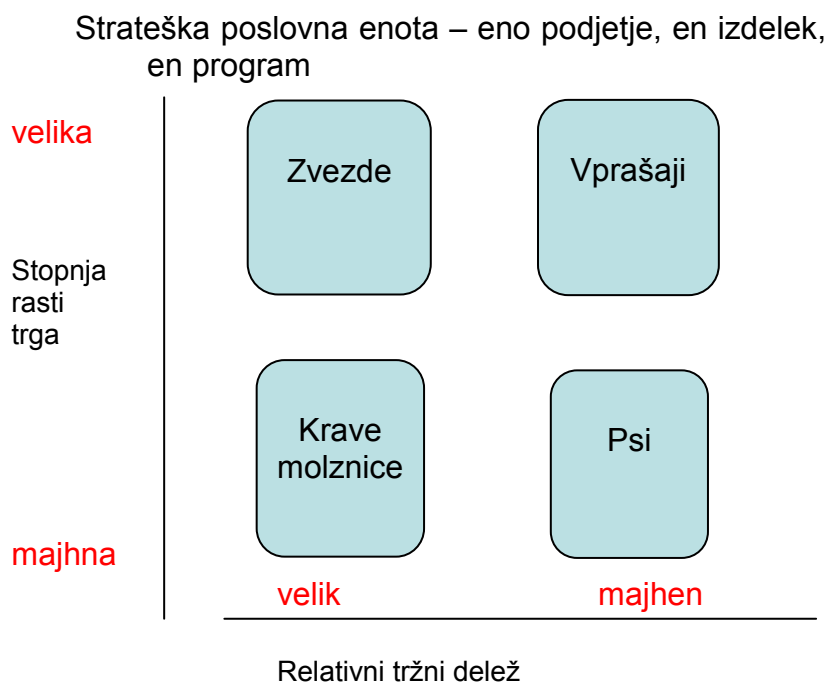 Strateška poslovna enota – eno podjetje, en izdelek,
en program
velika
Zvezde
Vprašaji
Stopnja
rasti
trga
Krave
molznice
Psi
majhna
velik
majhen
Relativni tržni delež